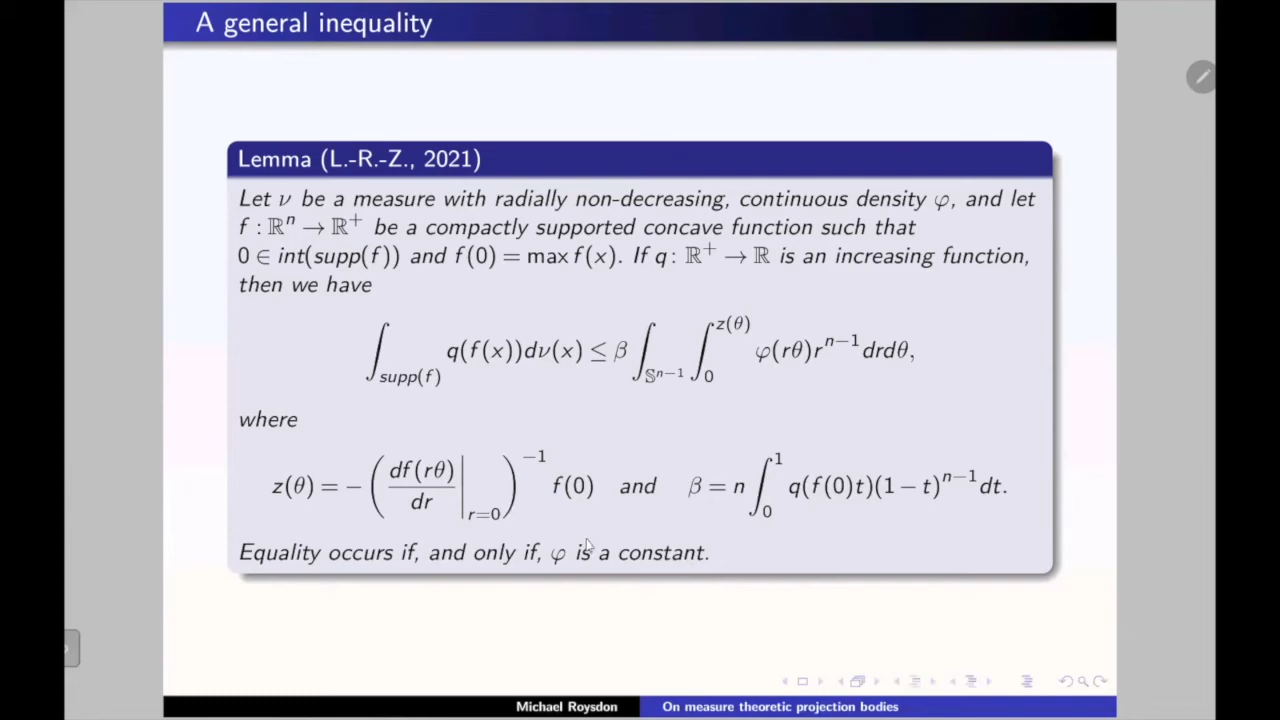 A general inequality
Lemma (L.-R.-Z., 2021)
Let ν be a measure with radially non-decreasing, continuous density φ, and let
f : ℝⁿ → ℝ⁺ be a compactly supported concave function such that
0 ∈ int(supp(f)) and f(0) = max f(x). If q: ℝ⁺ → ℝ is an increasing function,
then we have
∫_{supp(f)} q(f(x))dν(x) ≤ β ∫_{𝕊ⁿ⁻¹} ∫_0^{z(θ)} φ(rθ)rⁿ⁻¹drdθ,
where
z(θ) = −(df(rθ)/dr |_{r=0})⁻¹ f(0) and β = n ∫_0^1 q(f(0)t)(1 − t)ⁿ⁻¹dt.
Equality occurs if, and only if, φ is a constant.
Michael Roysdon On measure theoretic projection bodies